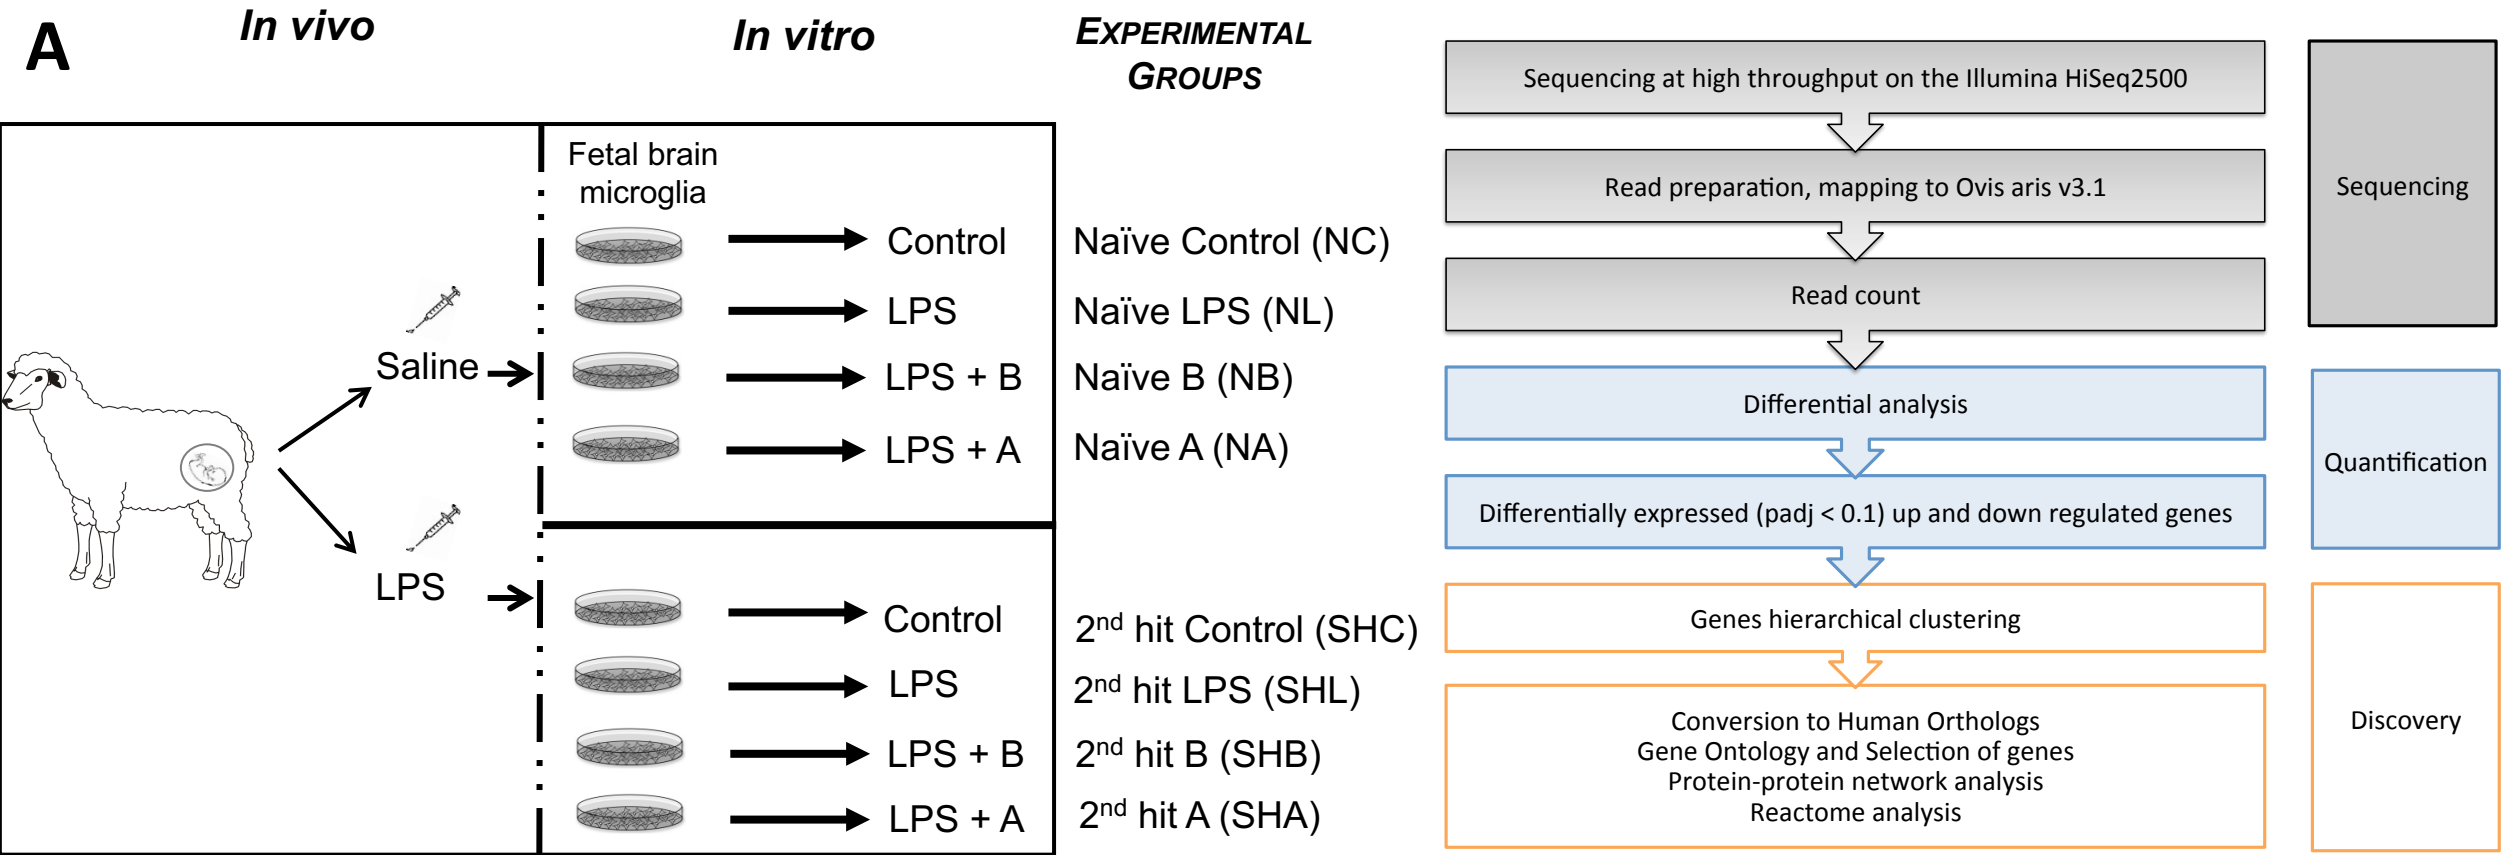 A
In vivo
In vitro
EXPERIMENTAL
GROUPS
Fetal brain
microglia
Saline
LPS
Control
LPS
LPS + B
LPS + A
Control
LPS
LPS + B
LPS + A
Naïve Control (NC)
Naïve LPS (NL)
Naïve B (NB)
Naïve A (NA)
2nd hit Control (SHC)
2nd hit LPS (SHL)
2nd hit B (SHB)
2nd hit A (SHA)
Sequencing at high throughput on the Illumina HiSeq2500
Read preparation, mapping to Ovis aris v3.1
Read count
Differential analysis
Differentially expressed (padj < 0.1) up and down regulated genes
Genes hierarchical clustering
Conversion to Human Orthologs
Gene Ontology and Selection of genes
Protein-protein network analysis
Reactome analysis
Sequencing
Quantification
Discovery